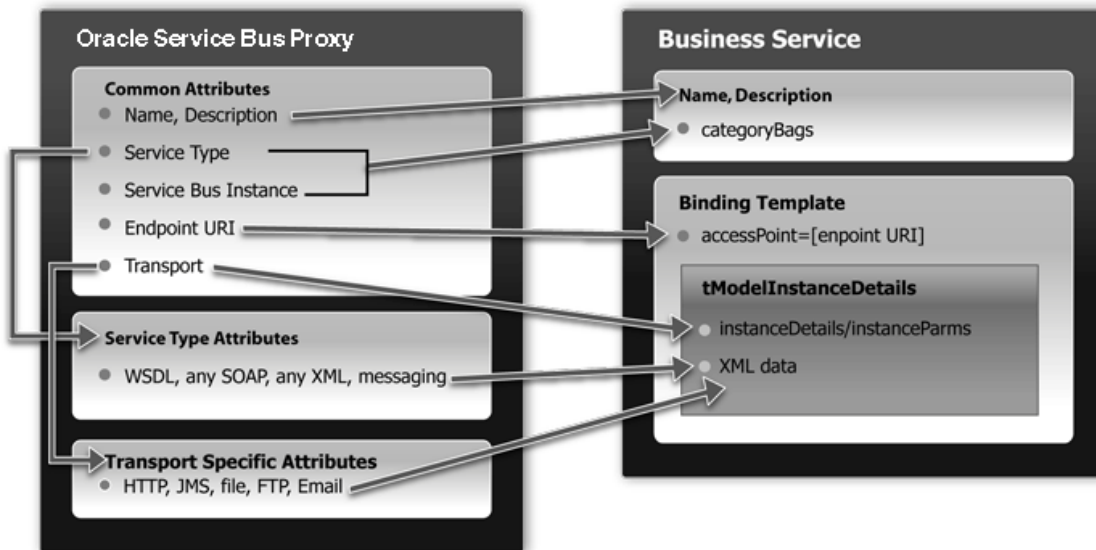 Oracle Service Bus Proxy
Common Attributes
Name, Description
Service Type
Service Bus Instance
Endpoint URI
Transport
Service Type Attributes
WSDL, any SOAP, any XML, messaging
Transport Specific Attributes
HTTP, JMS, file, FTP, Email
Business Service
Name, Description
categoryBags
Binding Template
accessPoint=[enpoint URI]
tModelInstanceDetails
instanceDetails/instanceParms
XML data